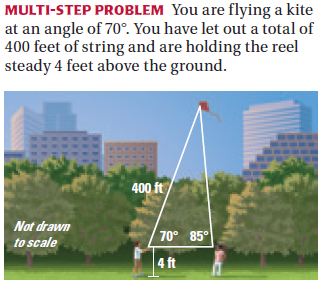 MULTI-STEP PROBLEM You are flying a kite
at an angle of 70°. You have let out a total of
400 feet of string and are holding the reel
steady 4 feet above the ground.
400 ft
Not drawn
to scale
70° 85°
4 ft